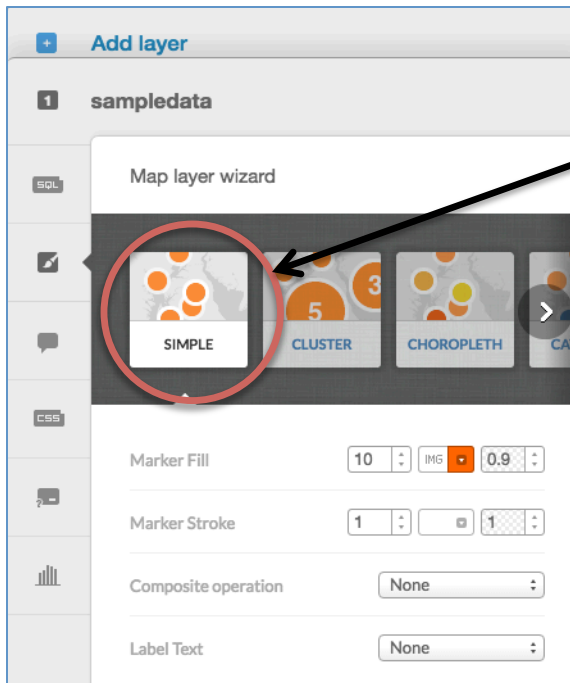 + Add layer
1 sampledata
SQL Map layer wizard
5 3
SIMPLE CLUSTER CHOROPLETH CA
CSS
Marker Fill 10 IMG 0.9
Marker Stroke 1 1
?
Composite operation None
Label Text None